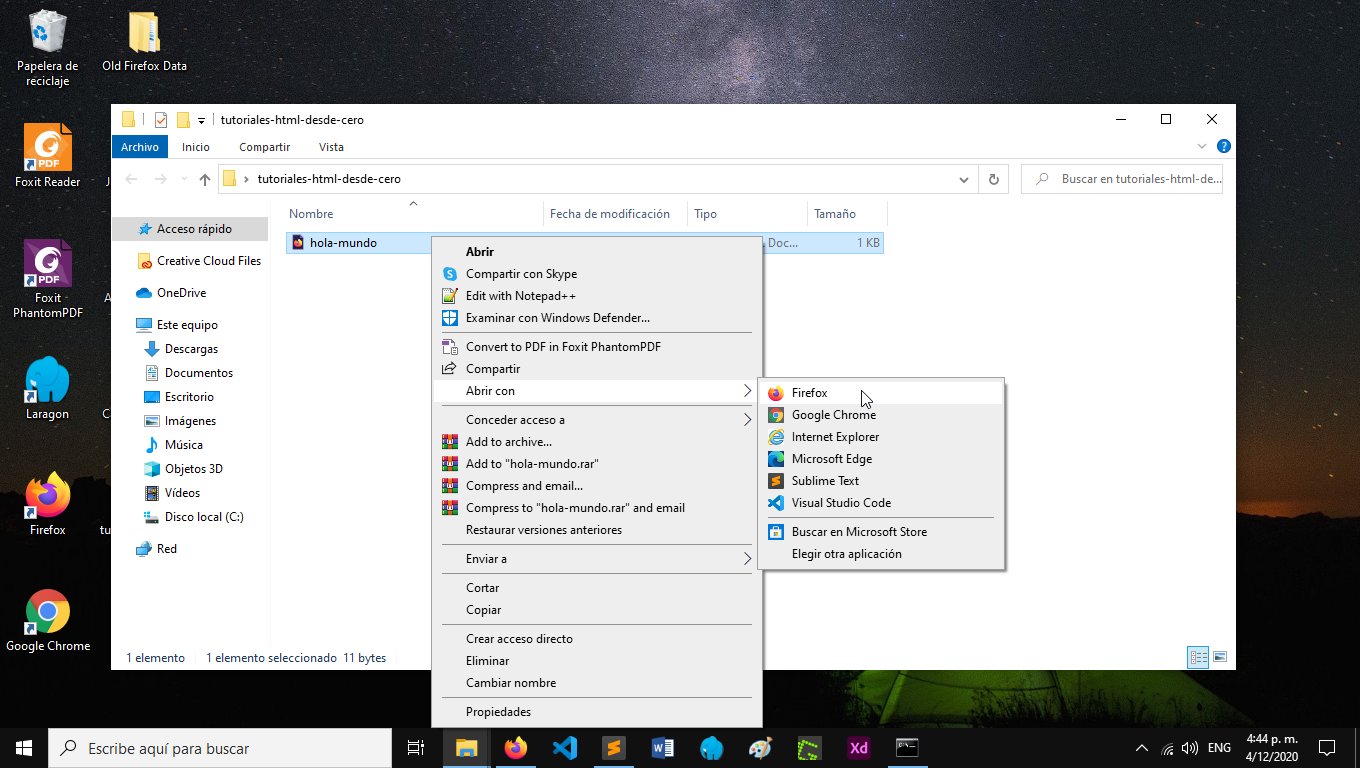 Papelera de
reciclaje
Old Firefox Data
Foxit Reader
Foxit
PhantomPDF
Laragon
Firefox
tu
Google Chrome
tutoriales-html-desde-cero
Archivo
Inicio
Compartir
Vista
tutoriales-html-desde-cero
Buscar en tutoriales-html-de...
Acceso rápido
Creative Cloud Files
OneDrive
Este equipo
Descargas
Documentos
Escritorio
Imágenes
Música
Objetos 3D
Vídeos
Disco local (C:)
Red
Nombre
Fecha de modificación
Tipo
Tamaño
hola-mundo
Doc...
1 KB
Abrir
Compartir con Skype
Edit with Notepad++
Examinar con Windows Defender...
Convert to PDF in Foxit PhantomPDF
Compartir
Abrir con
Conceder acceso a
Add to archive...
Add to "hola-mundo.rar"
Compress and email...
Compress to "hola-mundo.rar" and email
Restaurar versiones anteriores
Enviar a
Cortar
Copiar
Crear acceso directo
Eliminar
Cambiar nombre
Propiedades
Firefox
Google Chrome
Internet Explorer
Microsoft Edge
Sublime Text
Visual Studio Code
Buscar en Microsoft Store
Elegir otra aplicación
1 elemento
1 elemento seleccionado
11 bytes
Escribe aquí para buscar
Xd
ENG
4:44 p. m.
4/12/2020